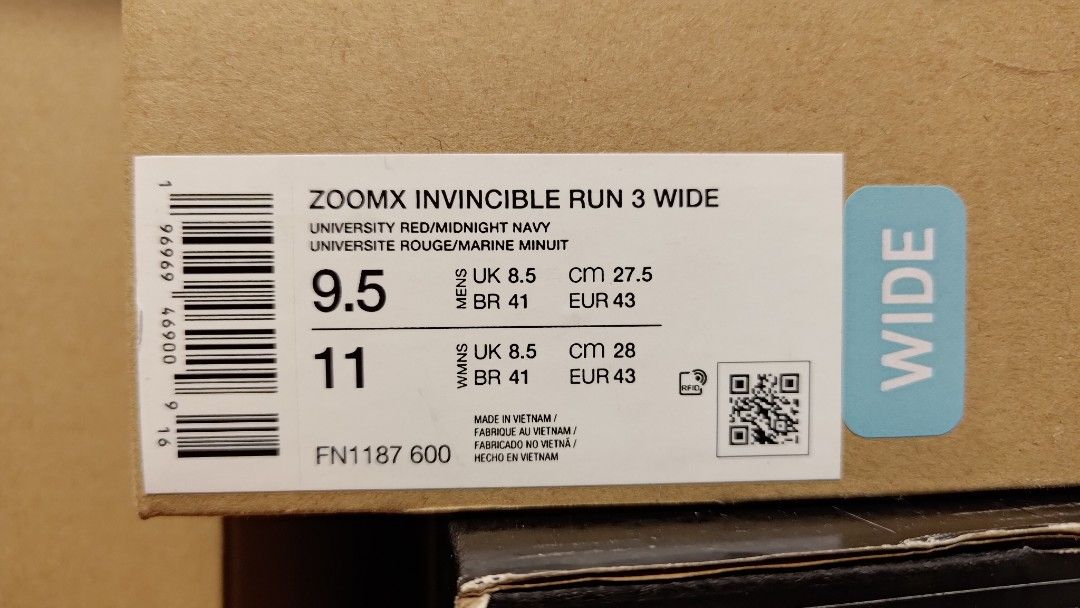 ZOOMX INVINCIBLE RUN 3 WIDE
UNIVERSITY RED/MIDNIGHT NAVY
UNIVERSITE ROUGE/MARINE MINUIT
9.5 MENS UK 8.5 CM 27.5
BR 41 EUR 43
11 WMNS UK 8.5 CM 28
BR 41 EUR 43
RFID
MADE IN VIETNAM /
FABRIQUE AU VIETNAM /
FABRICADO NO VIETNÃ /
HECHO EN VIETNAM
FN1187 600
1 96969 46900 9 16
WIDE